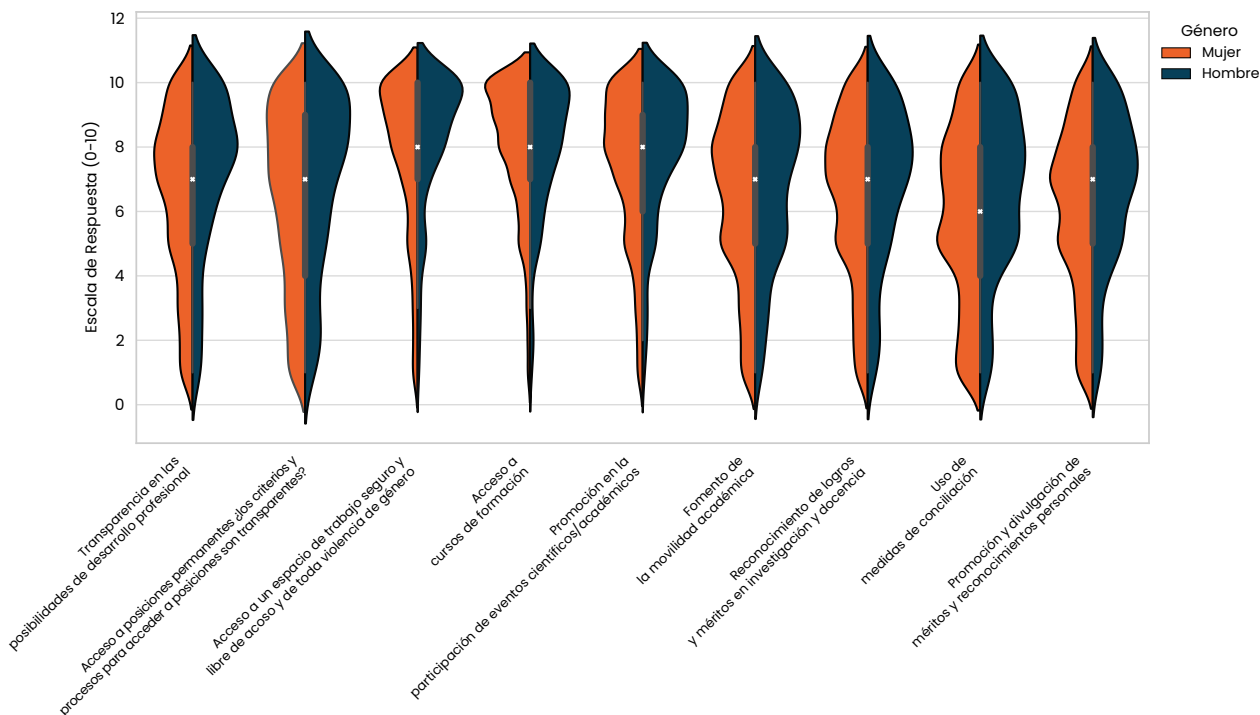 Escala de Respuesta (0-10)
12
10
8
6
4
2
0
Género
Mujer
Hombre
Transparencia en las
posibilidades de desarrollo profesional
Acceso a posiciones permanentes ¿los criterios y
procesos para acceder a posiciones son transparentes?
Acceso a un espacio de trabajo seguro y
libre de acoso y de toda violencia de género
Acceso a
cursos de formación
Promoción en la
participación de eventos científicos/académicos
Fomento de
la movilidad académica
Reconocimiento de logros
y méritos en investigación y docencia
Uso de
medidas de conciliación
Promoción y divulgación de
méritos y reconocimientos personales